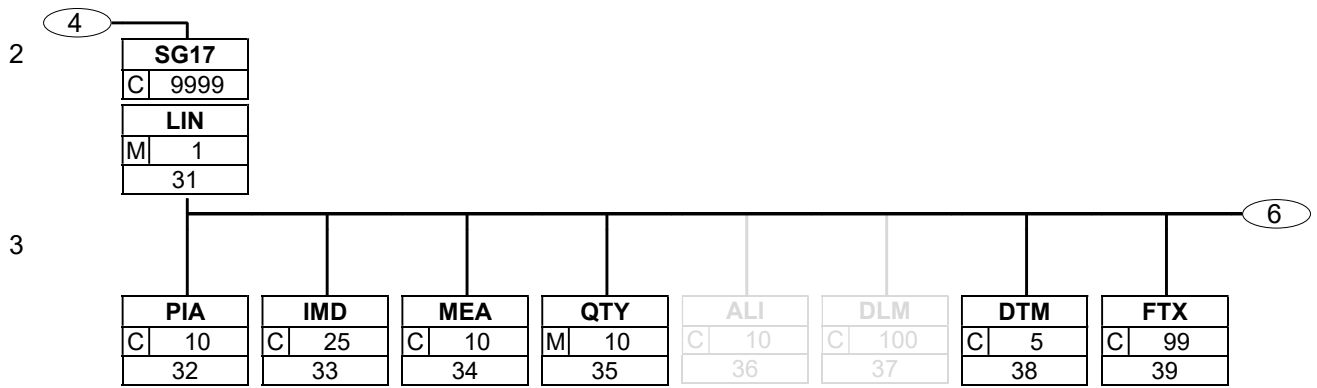 4
2
SG17
C 9999
LIN
M 1
31
6
3
PIA IMD MEA QTY ALI DLM DTM FTX
C 10 C 25 C 10 M 10 C 10 C 100 C 5 C 99
32 33 34 35 36 37 38 39